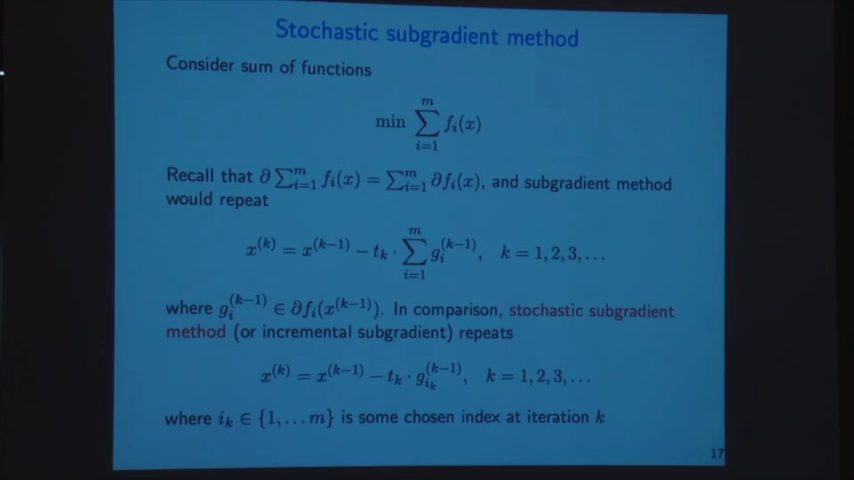 Stochastic subgradient method
Consider sum of functions
min ∑_{i=1}^{m} f_i(x)
Recall that ∂ ∑_{i=1}^{m} f_i(x) = ∑_{i=1}^{m} ∂f_i(x), and subgradient method
would repeat
x^{(k)} = x^{(k−1)} − t_k · ∑_{i=1}^{m} g_i^{(k−1)}, k = 1, 2, 3, . . .
where g_i^{(k−1)} ∈ ∂f_i(x^{(k−1)}). In comparison, stochastic subgradient
method (or incremental subgradient) repeats
x^{(k)} = x^{(k−1)} − t_k · g_{i_k}^{(k−1)}, k = 1, 2, 3, . . .
where i_k ∈ {1, . . . m} is some chosen index at iteration k
17